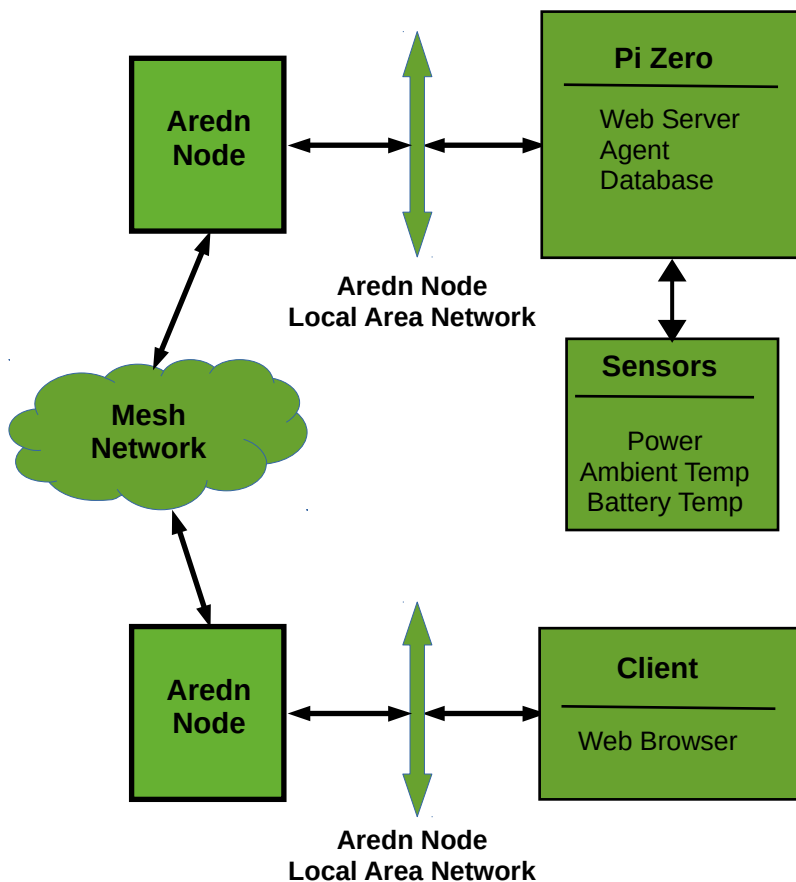 Aredn
Node
Pi Zero
Web Server
Agent
Database
Aredn Node
Local Area Network
Sensors
Power
Ambient Temp
Battery Temp
Mesh
Network
Aredn
Node
Client
Web Browser
Aredn Node
Local Area Network